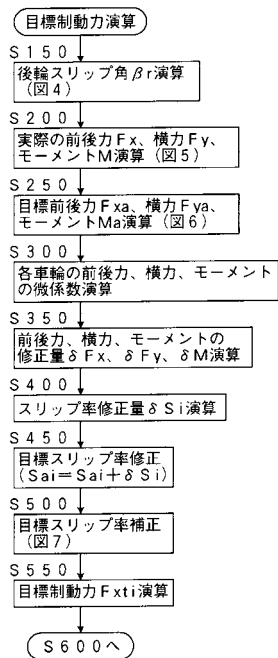 目標制動力演算
S150
後輪スリップ角βr演算
(図4)
S200
実際の前後力Fx、横力Fy、
モーメントM演算(図5)
S250
目標前後力Fxa、横力Fya、
モーメントMa演算(図6)
S300
各車輪の前後力、横力、モーメント
の微係数演算
S350
前後力、横力、モーメントの
修正量δFx、δFy、δM演算
S400
スリップ率修正量δSi演算
S450
目標スリップ率修正
(Sai=Sai+δSi)
S500
目標スリップ率補正
(図7)
S550
目標制動力Fxti演算
S600へ